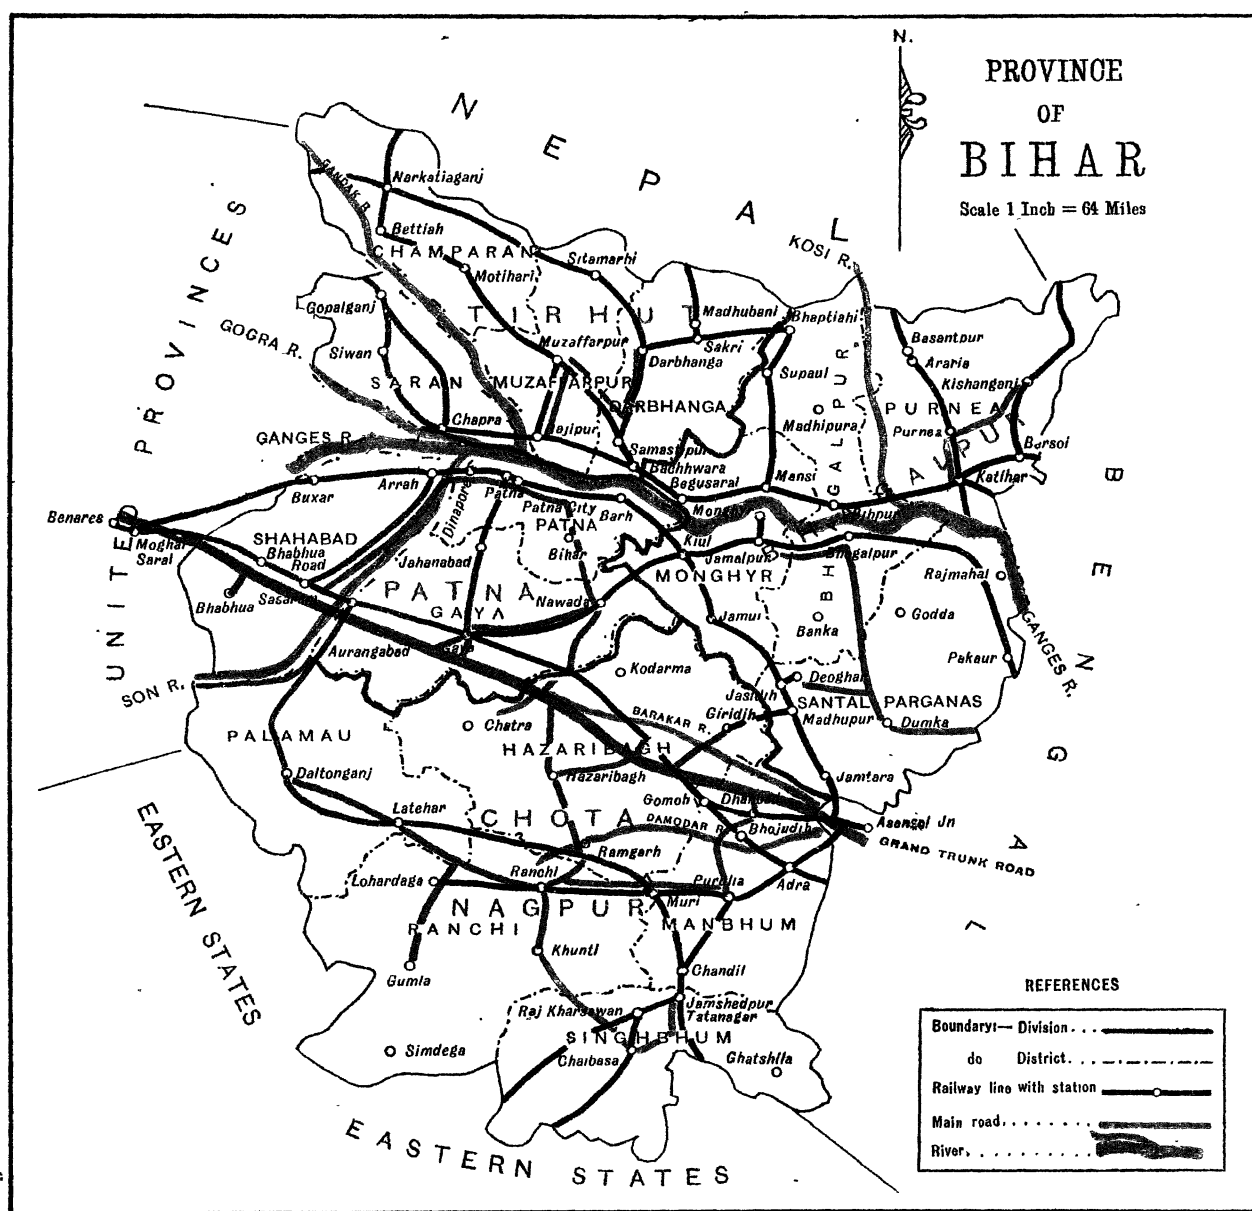 N.
PROVINCE
OF
BIHAR
Scale 1 Inch = 64 Miles
NEPAL
UNITED PROVINCES
BENGAL
EASTERN STATES
EASTERN STATES
GANDAK R.
Narkatiaganj
Bettiah
CHAMPARAN
Motihari
Sitamarhi
KOSI R.
Gopalganj
TIRHUT
Madhubani
Bhaptiahi
GOGRA R.
Siwan
Muzaffarpur
Darbhanga
Sakri
Basantpur
Araria
Supaul
Kishanganj
SARAN
MUZAFFARPUR
DARBHANGA
Madhipura
PURNEA
Purnea
BHAGALPUR
BHAGALPUR
Chapra
Hajipur
GANGES R.
Samastipur
Bachhwara
Barsoi
Buxar
Arrah
Dinapore
Patna
Patna City
PATNA
Barh
Begusarai
Mansi
Katihar
Benares
Moghal
Sarai
SHAHABAD
Bhabhua
Road
Jahanabad
Bihar
Kiul
Jamalpur
Bhagalpur
MONGHYR
Rajmahal
Bhabhua
Sasaram
PATNA
GAYA
Nawada
Jamui
Banka
Godda
GANGES R.
Aurangabad
Gaya
Kodarma
Pakaur
SON R.
Chatra
BARAKAR R.
Jasidih
Deoghar
SANTAL PARGANAS
Giridih
Madhupur
Dumka
PALAMAU
HAZARIBAGH
Hazaribagh
Daltonganj
Jamtara
Latehar
CHOTA
Gomoh
Dhanbad
DAMODAR R.
Bhojudih
Asansol Jn
GRAND TRUNK ROAD
Ramgarh
Lohardaga
Ranchi
Purulia
Adra
NAGPUR
Muri
RANCHI
MANBHUM
Khunti
Gumla
Chandil
Raj Kharsawan
Jamshedpur
Tatanagar
SINGHBHUM
Simdega
Chaibasa
Ghatshila
REFERENCES
Boundary:— Division....
do District....
Railway line with station
Main road........
River.........